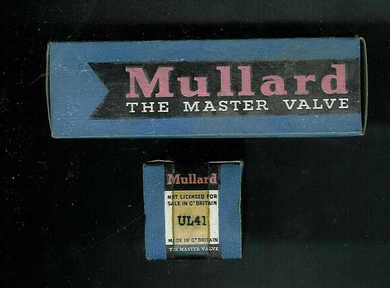 Mullard
THE MASTER VALVE
Mullard
NOT LICENSED FOR
SALE IN GT BRITAIN
UL41
MADE IN GT BRITAIN
THE MASTER VALVE